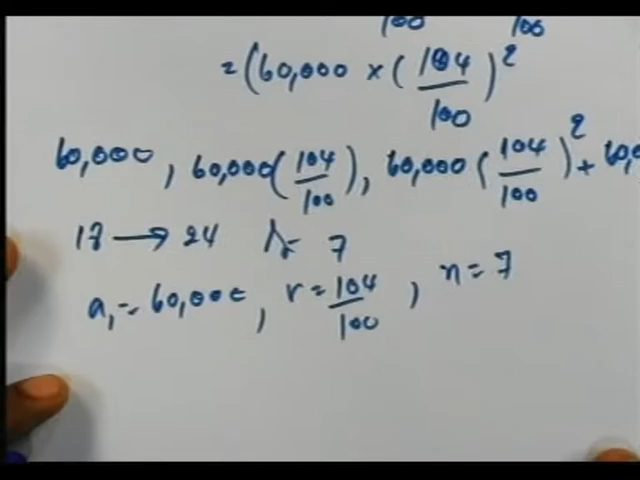 100 100
= (60,000 × (104/100)²
60,000, 60,000(104/100), 60,000(104/100)² + 60,0
17 → 24 7
a₁ = 60,000, r = 104/100, n = 7